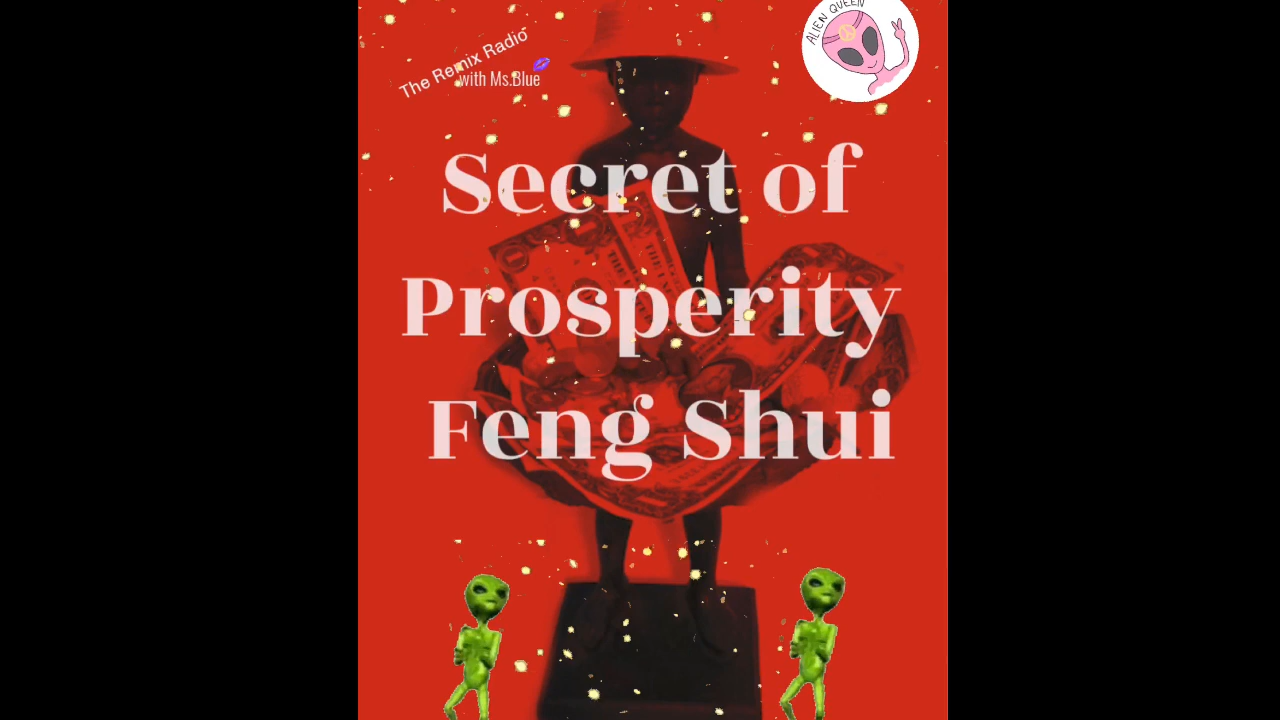 The Remix Radio
with Ms.Blue
ALIEN QUEEN
Secret of
Prosperity
Feng Shui